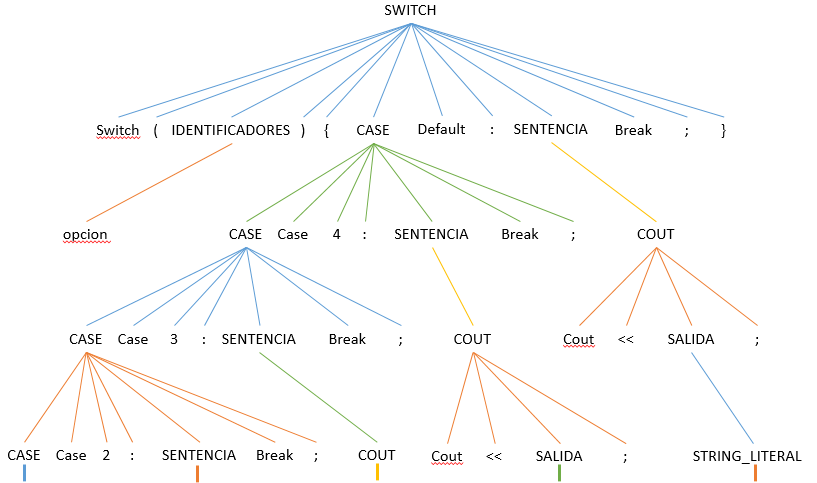 SWITCH
Switch ( IDENTIFICADORES ) { CASE Default : SENTENCIA Break ; }
opcion CASE Case 4 : SENTENCIA Break ; COUT
CASE Case 3 : SENTENCIA Break ; COUT Cout << SALIDA ;
CASE Case 2 : SENTENCIA Break ; COUT Cout << SALIDA ; STRING_LITERAL